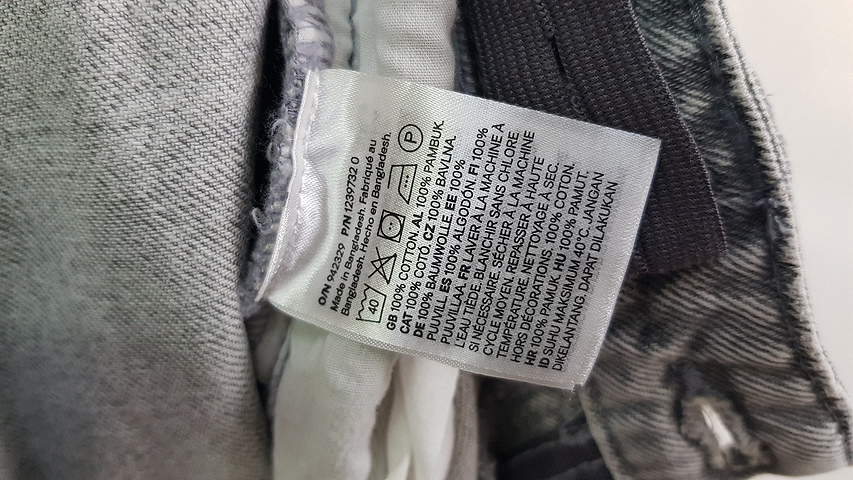 O/N 942329 P/N 1239732 0
Made in Bangladesh. Fabriqué au
Bangladesh. Hecho en Bangladesh.
40 P
GB 100% COTTON. AL 100% PAMBUK.
CAT 100% COTÓ. CZ 100% BAVLNA.
DE 100% BAUMWOLLE. EE 100%
PUUVILL. ES 100% ALGODÓN. FI 100%
PUUVILLAA. FR LAVER À LA MACHINE À
L'EAU TIÈDE. BLANCHIR SANS CHLORE
SI NÉCESSAIRE. SÉCHER À LA MACHINE
CYCLE MOYEN. REPASSER À HAUTE
TEMPÉRATURE. NETTOYAGE À SEC.
HORS DÉCORATIONS, 100% COTON.
HR 100% PAMUK. HU 100% PAMUT.
ID SUHU MAKSIMUM 40°C. JANGAN
DIKELANTANG. DAPAT DILAKUKAN